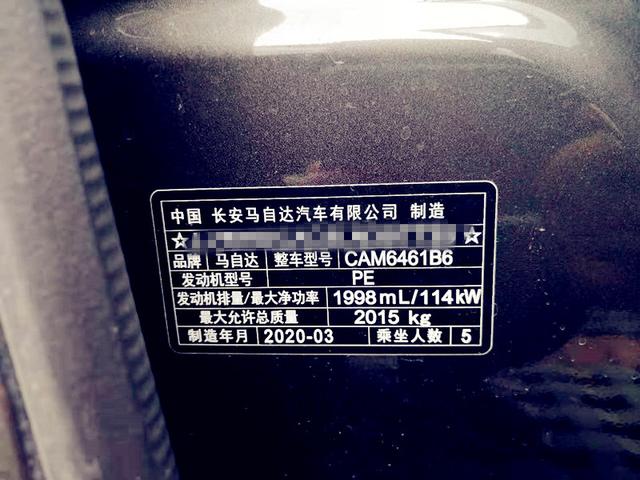 中国 长安马自达汽车有限公司 制造
品牌 马自达 整车型号 CAM6461B6
发动机型号 PE
发动机排量/最大净功率 1998mL/114kW
最大允许总质量 2015 kg
制造年月 2020-03 乘坐人数 5